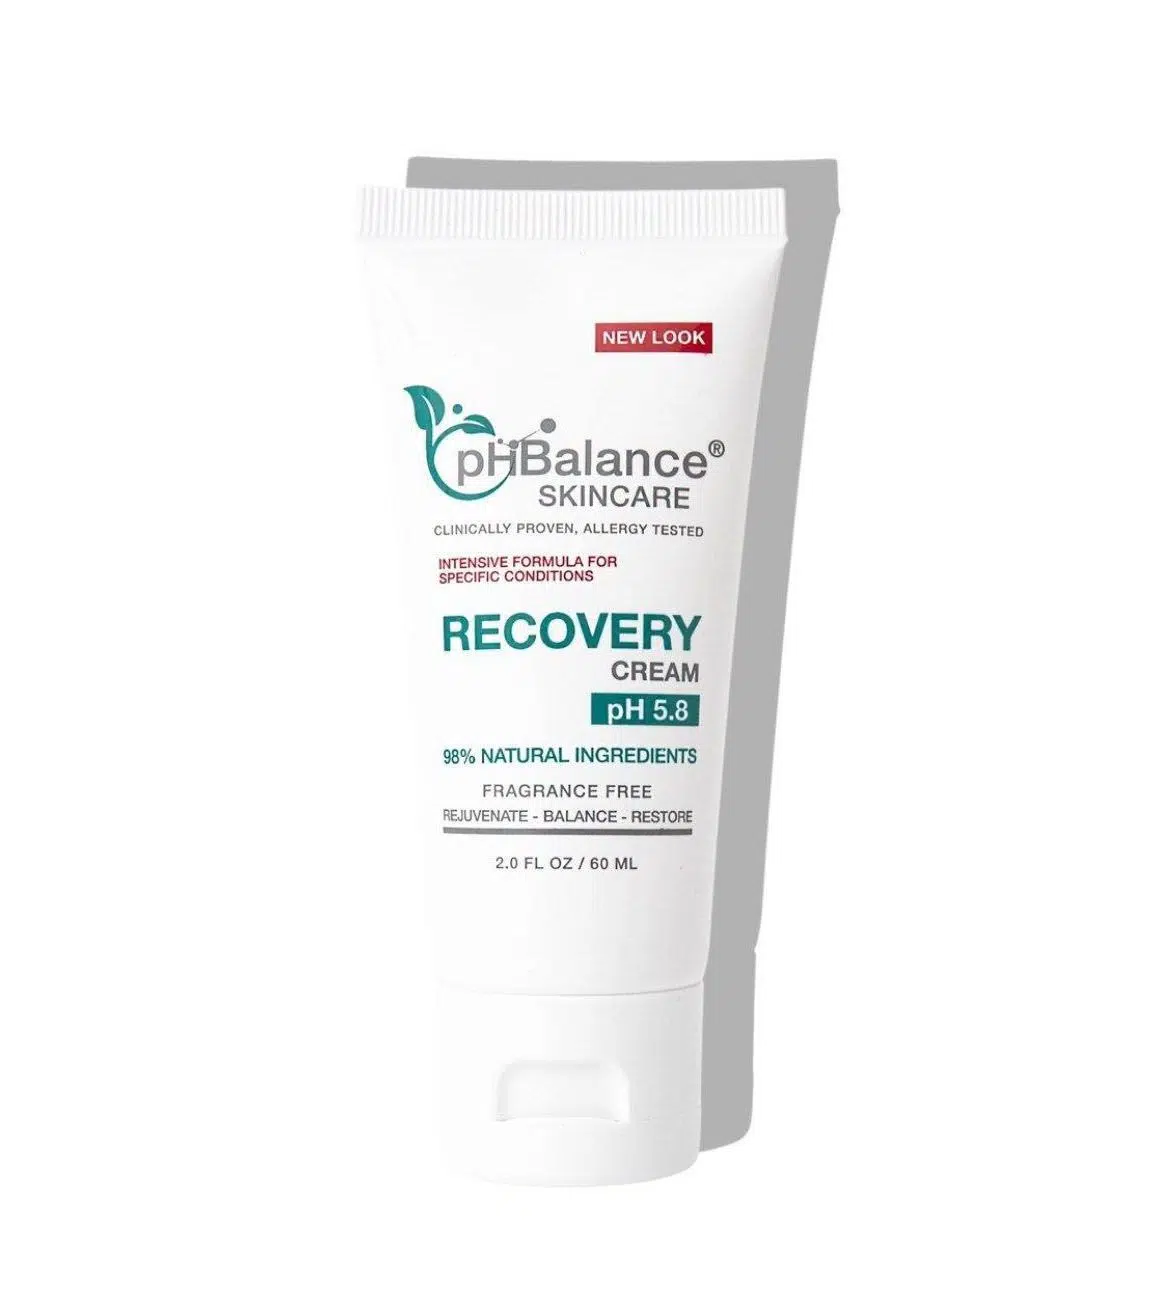 NEW LOOK
pHBalance®
SKINCARE
CLINICALLY PROVEN, ALLERGY TESTED
INTENSIVE FORMULA FOR
SPECIFIC CONDITIONS
RECOVERY
CREAM
pH 5.8
98% NATURAL INGREDIENTS
FRAGRANCE FREE
REJUVENATE - BALANCE - RESTORE
2.0 FL OZ / 60 ML